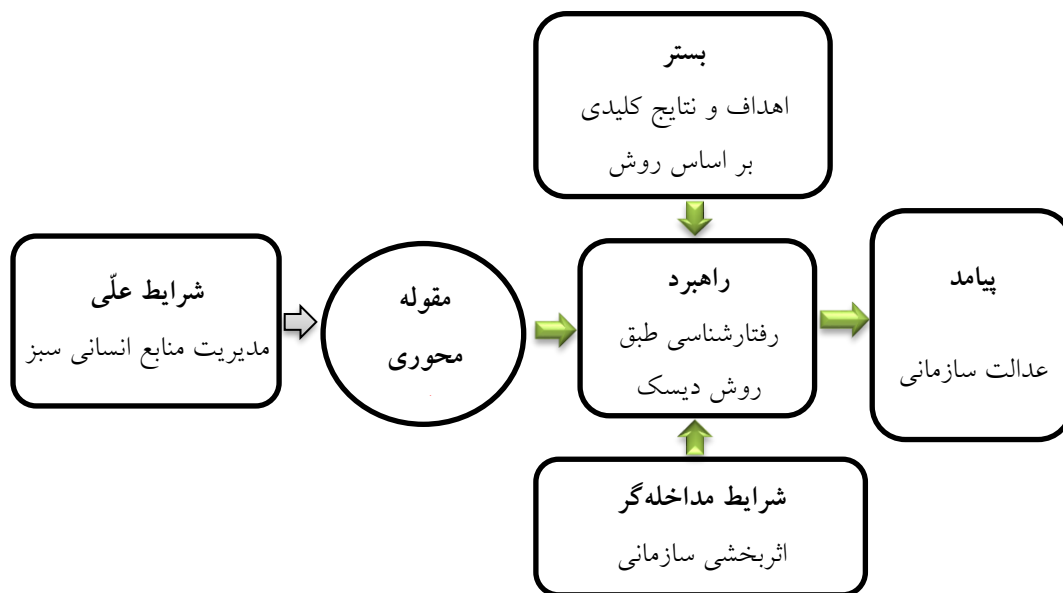 بستر
اهداف و نتایج کلیدی
بر اساس روش
شرایط علّی
مدیریت منابع انسانی سبز
مقوله
محوری
راهبرد
رفتارشناسی طبق
روش دیسک
پیامد
عدالت سازمانی
شرایط مداخله‌گر
اثربخشی سازمانی